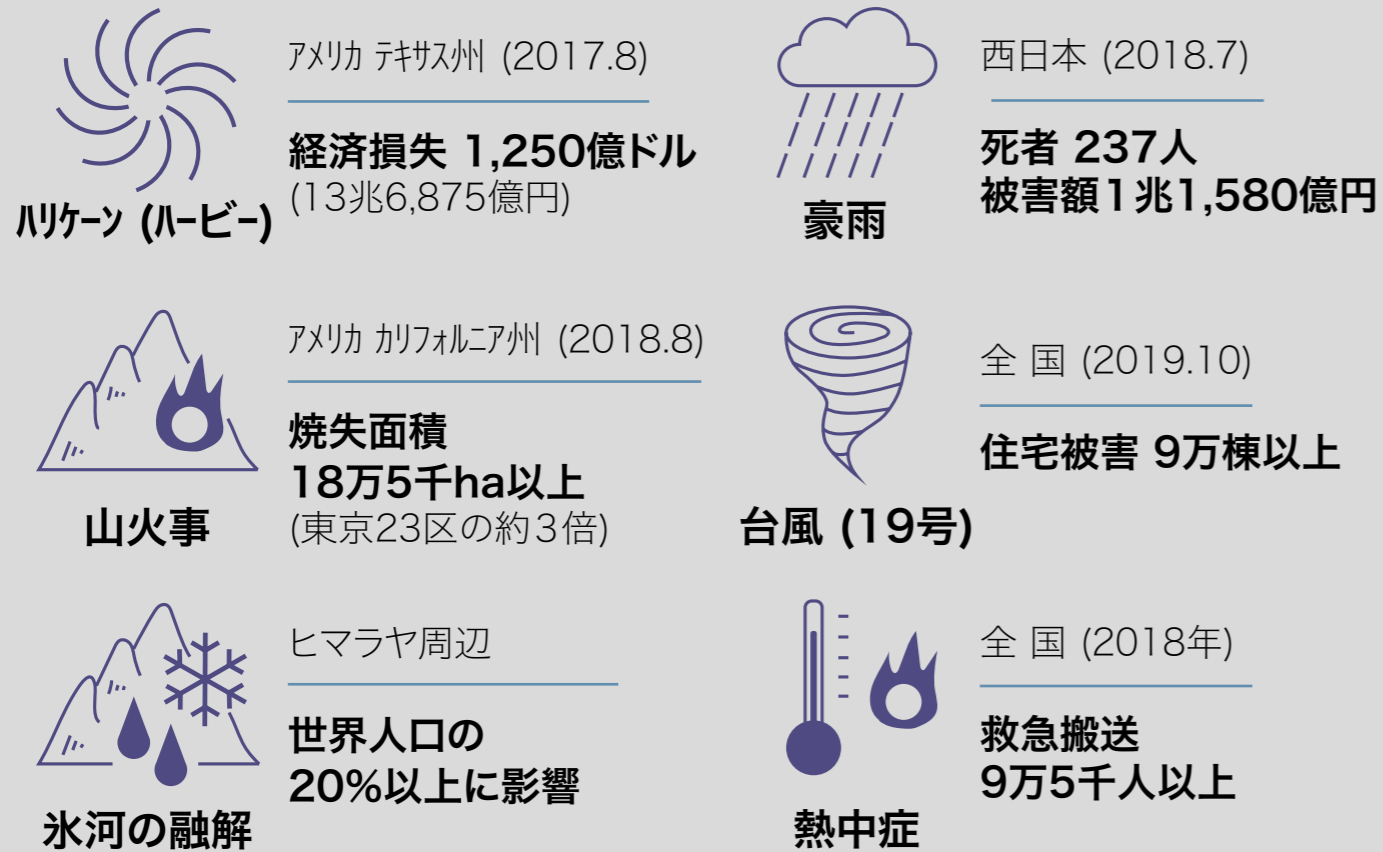 アメリカ テキサス州 (2017.8)
経済損失 1,250億ドル
(13兆6,875億円)
ハリケーン (ハービー)
西日本 (2018.7)
死者 237人
被害額1兆1,580億円
豪雨
アメリカ カリフォルニア州 (2018.8)
焼失面積
18万5千ha以上
(東京23区の約3倍)
山火事
全 国 (2019.10)
住宅被害 9万棟以上
台風 (19号)
ヒマラヤ周辺
世界人口の
20%以上に影響
氷河の融解
全 国 (2018年)
救急搬送
9万5千人以上
熱中症